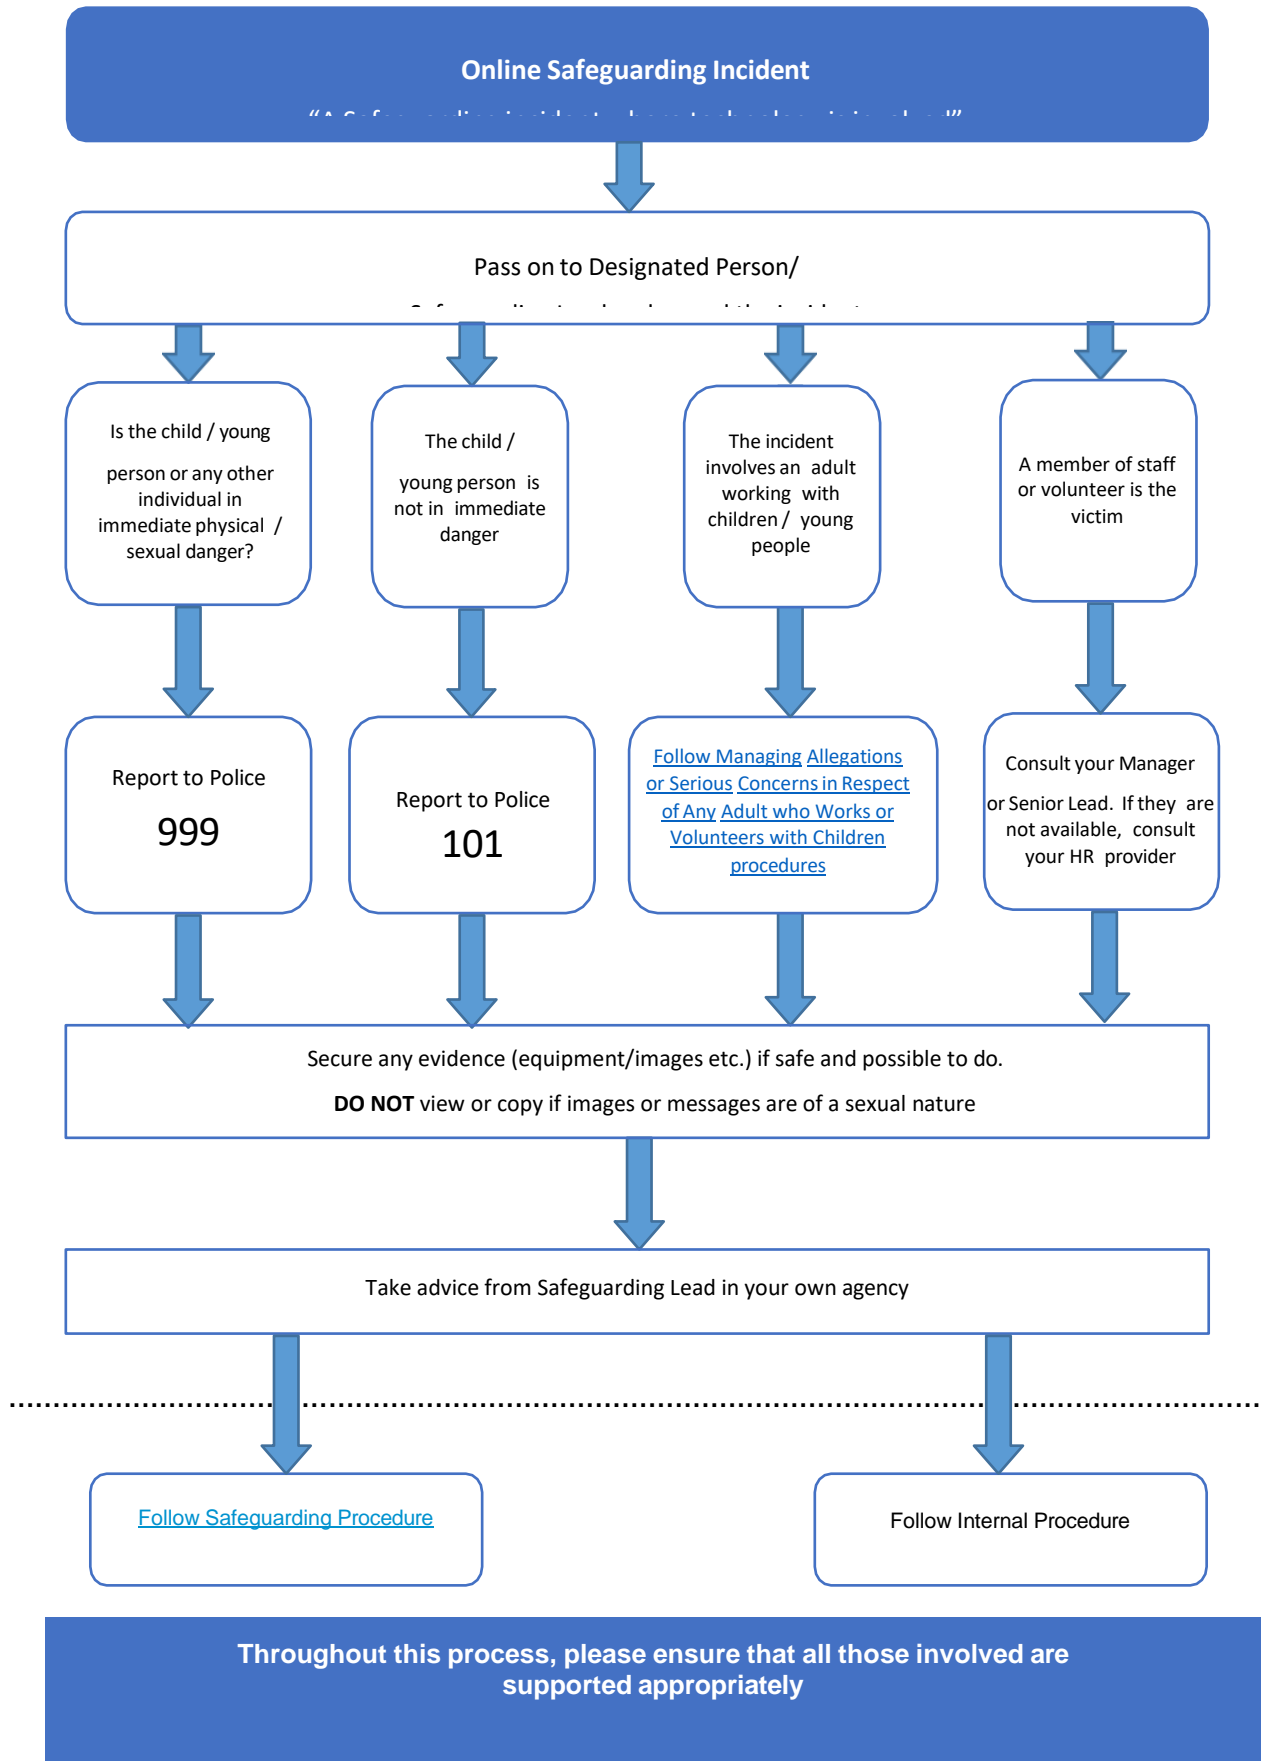 Online Safeguarding Incident
“A Safeguarding incident where technology is involved”
Pass on to Designated Person/
Is the child / young
person or any other
individual in
immediate physical /
sexual danger?
The child /
young person is
not in immediate
danger
The incident
involves an adult
working with
children / young
people
A member of staff
or volunteer is the
victim
Report to Police
999
Report to Police
101
Follow Managing Allegations
or Serious Concerns in Respect
of Any Adult who Works or
Volunteers with Children
procedures
Consult your Manager
or Senior Lead. If they are
not available, consult
your HR provider
Secure any evidence (equipment/images etc.) if safe and possible to do.
DO NOT view or copy if images or messages are of a sexual nature
Take advice from Safeguarding Lead in your own agency
Follow Safeguarding Procedure
Follow Internal Procedure
Throughout this process, please ensure that all those involved are
supported appropriately